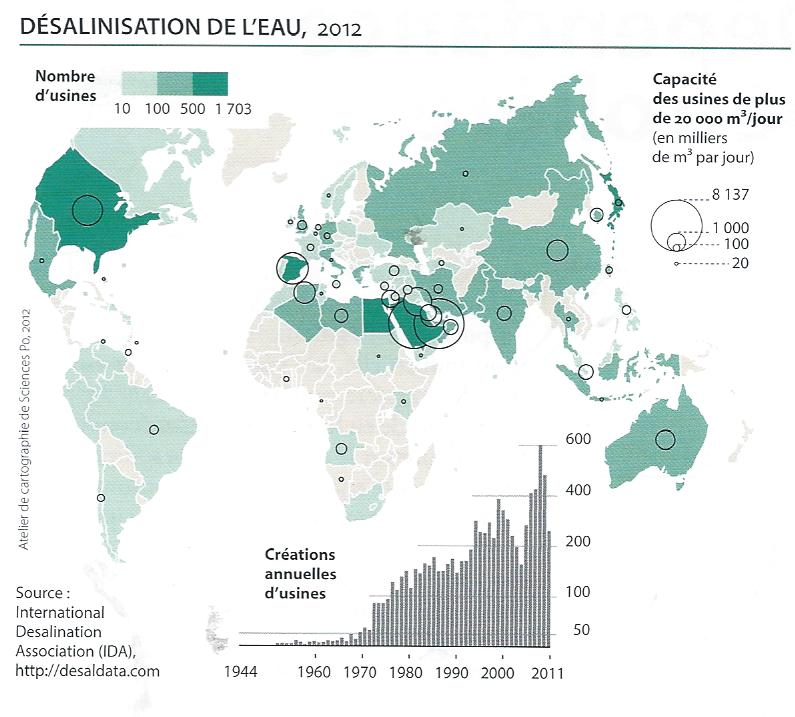 DÉSALINISATION DE L'EAU, 2012
Nombre
d'usines
10 100 500 1 703
Capacité
des usines de plus
de 20 000 m³/jour
(en milliers
de m³ par jour)
8 137
1 000
100
20
Atelier de cartographie de Sciences Po, 2012
Créations
annuelles
d'usines
600
400
200
100
50
1944 1960 1970 1980 1990 2000 2011
Source :
International
Desalination
Association (IDA),
http://desaldata.com